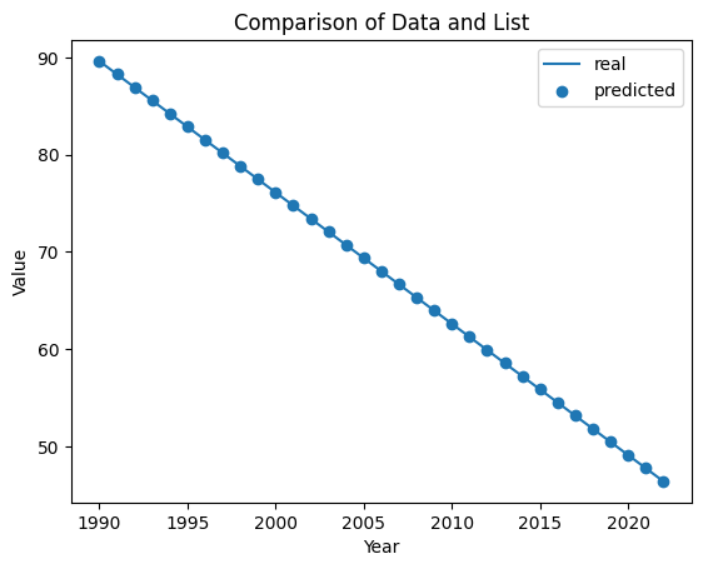 Comparison of Data and List
real
predicted
90
80
70
60
50
Value
1990 1995 2000 2005 2010 2015 2020
Year